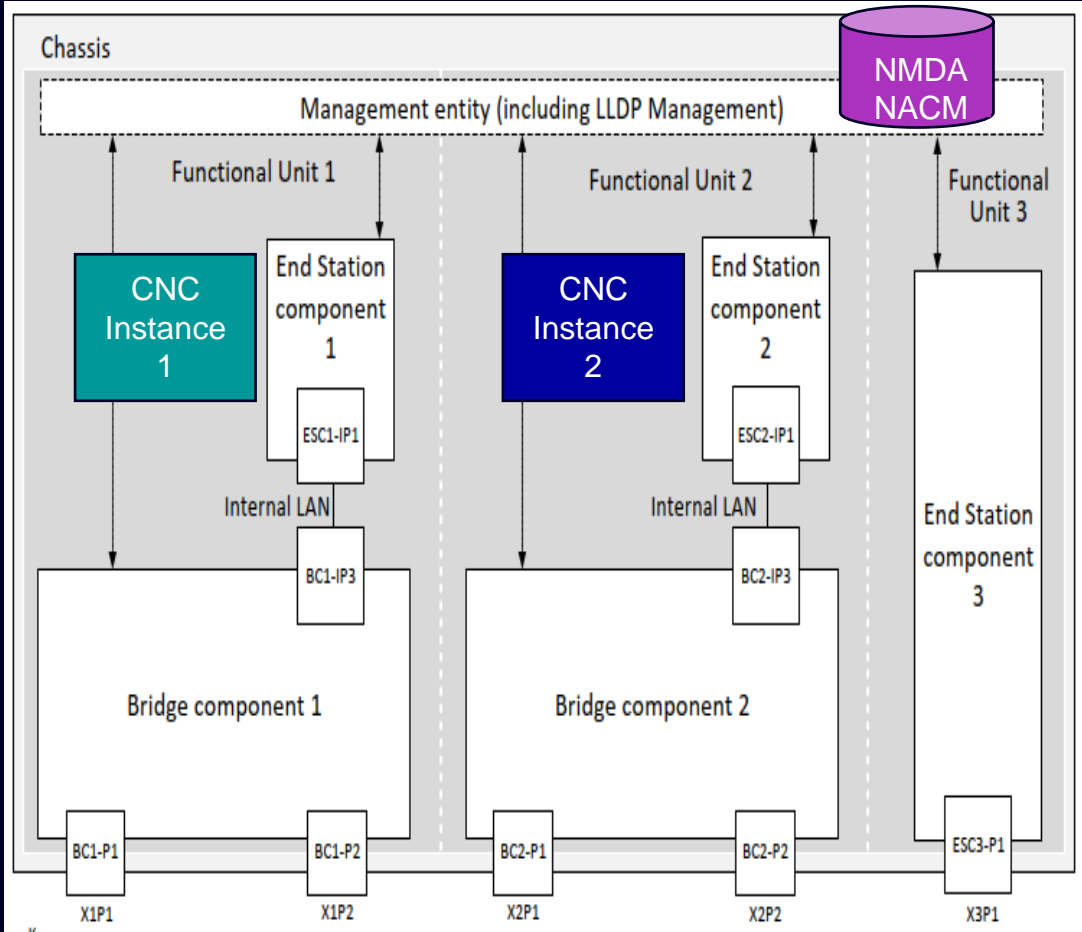 Chassis
NMDA
NACM
Management entity (including LLDP Management)
Functional Unit 1
Functional Unit 2
Functional
Unit 3
CNC
Instance
1
End Station
component
1
CNC
Instance
2
End Station
component
2
ESC1-IP1
ESC2-IP1
Internal LAN
Internal LAN
BC1-IP3
BC2-IP3
End Station
component
3
Bridge component 1
Bridge component 2
BC1-P1
BC1-P2
BC2-P1
BC2-P2
ESC3-P1
X1P1
X1P2
X2P1
X2P2
X3P1